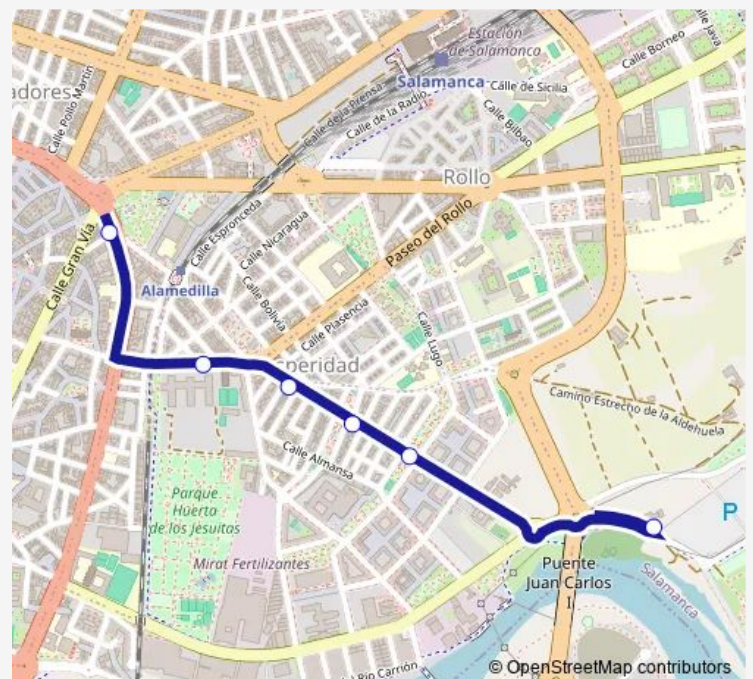 Estación
de Salamanca
Salamanca
Calle Borneo
Calle Java
adores
Calle Pollo Martín
Calle de la Prensa
Calle de la Radio
Calle de Sicilia
Calle Bilbao
Rollo
Calle Gran Vía
Calle Espronceda
Calle Nicaragua
Paseo del Rollo
Alamedilla
Calle Bolivia
Calle Plasencia
Calle Lugo
speridad
Camino Estrecho de la Aldehuela
Calle Almansa
Parque
Huerta
de los Jesuitas
Mirat Fertilizantes
P
Puente
Juan Carlos
I
Salamanca
del Río Carrión
© OpenStreetMap contributors